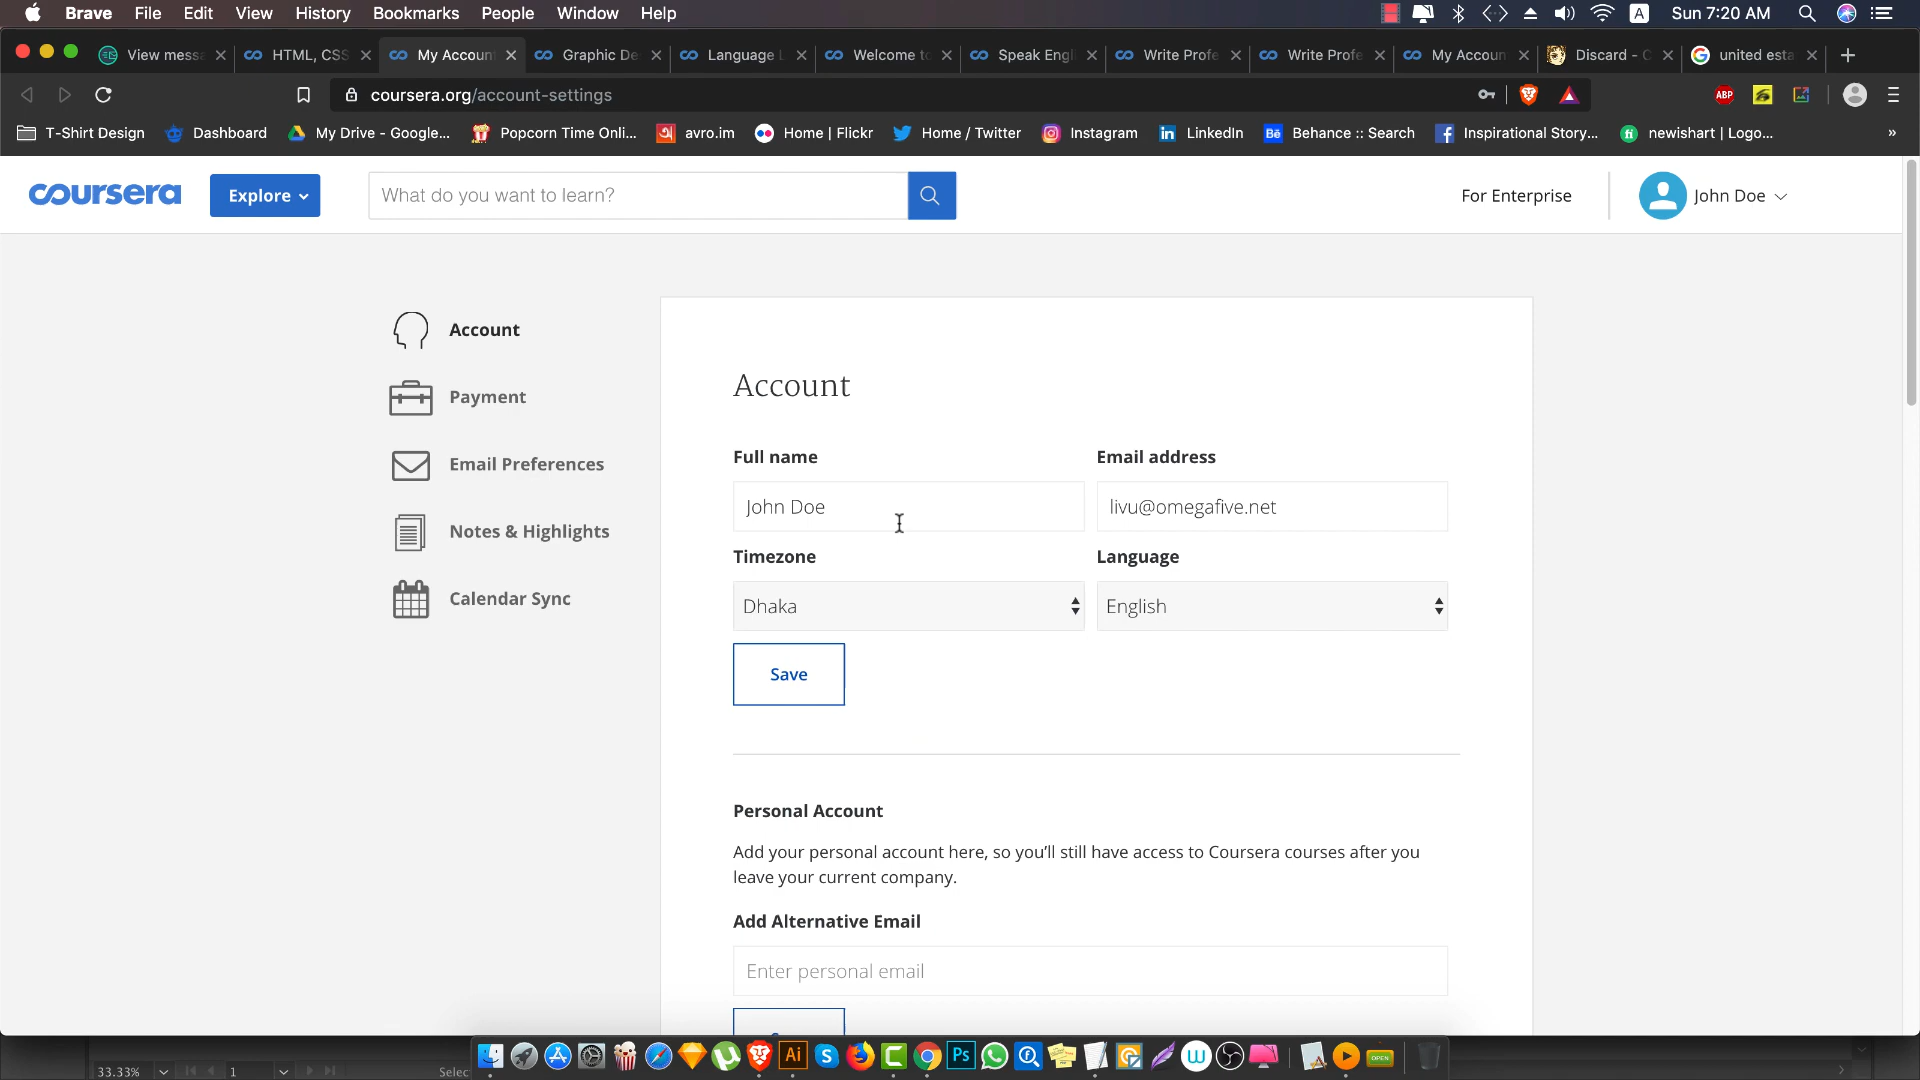 Brave File Edit View History Bookmarks People Window Help Sun 7:20 AM
View mess HTML, CSS My Account Graphic De Language L Welcome to Speak Engli Write Profe Write Profe My Accoun Discard - C united esta
coursera.org/account-settings ABP
T-Shirt Design Dashboard My Drive - Google... Popcorn Time Onli... avro.im Home | Flickr Home / Twitter Instagram LinkedIn Behance :: Search Inspirational Story... newishart | Logo... »
coursera Explore What do you want to learn? For Enterprise John Doe
Account
Payment
Email Preferences
Notes & Highlights
Calendar Sync
Account
Full name Email address
John Doe livu@omegafive.net
Timezone Language
Dhaka English
Save
Personal Account
Add your personal account here, so you'll still have access to Coursera courses after you
leave your current company.
Add Alternative Email
Enter personal email
33.33% 1 Selec